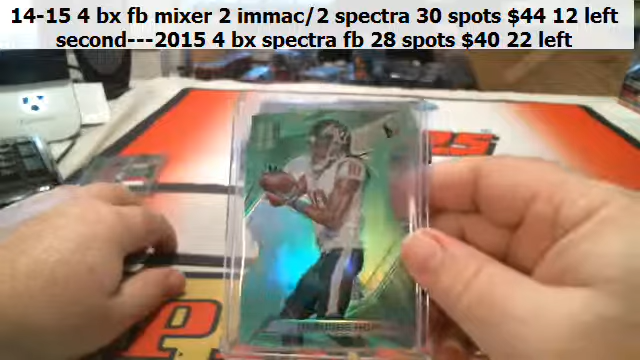 14-15 4 bx fb mixer 2 immac/2 spectra 30 spots $44 12 left
second---2015 4 bx spectra fb 28 spots $40 22 left